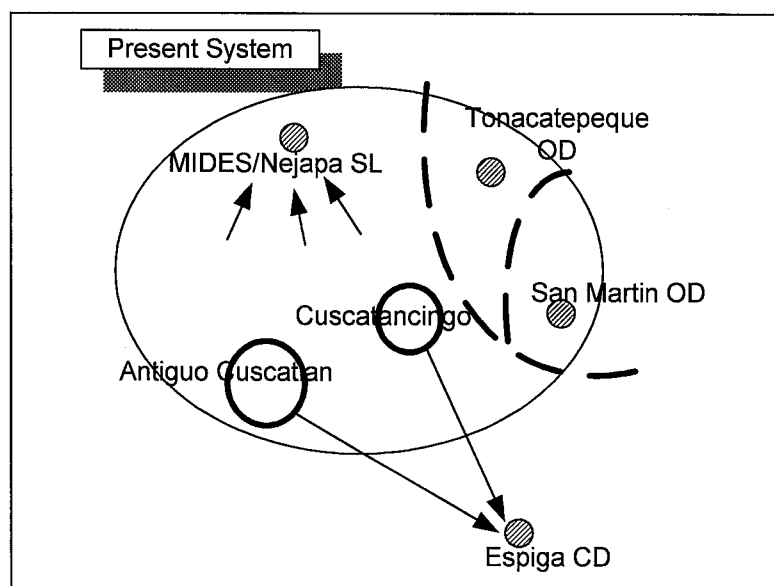 Present System
Tonacatepeque
OD
MIDES/Nejapa SL
San Martin OD
Cuscatancingo
Antiguo Cuscatlan
Espiga CD